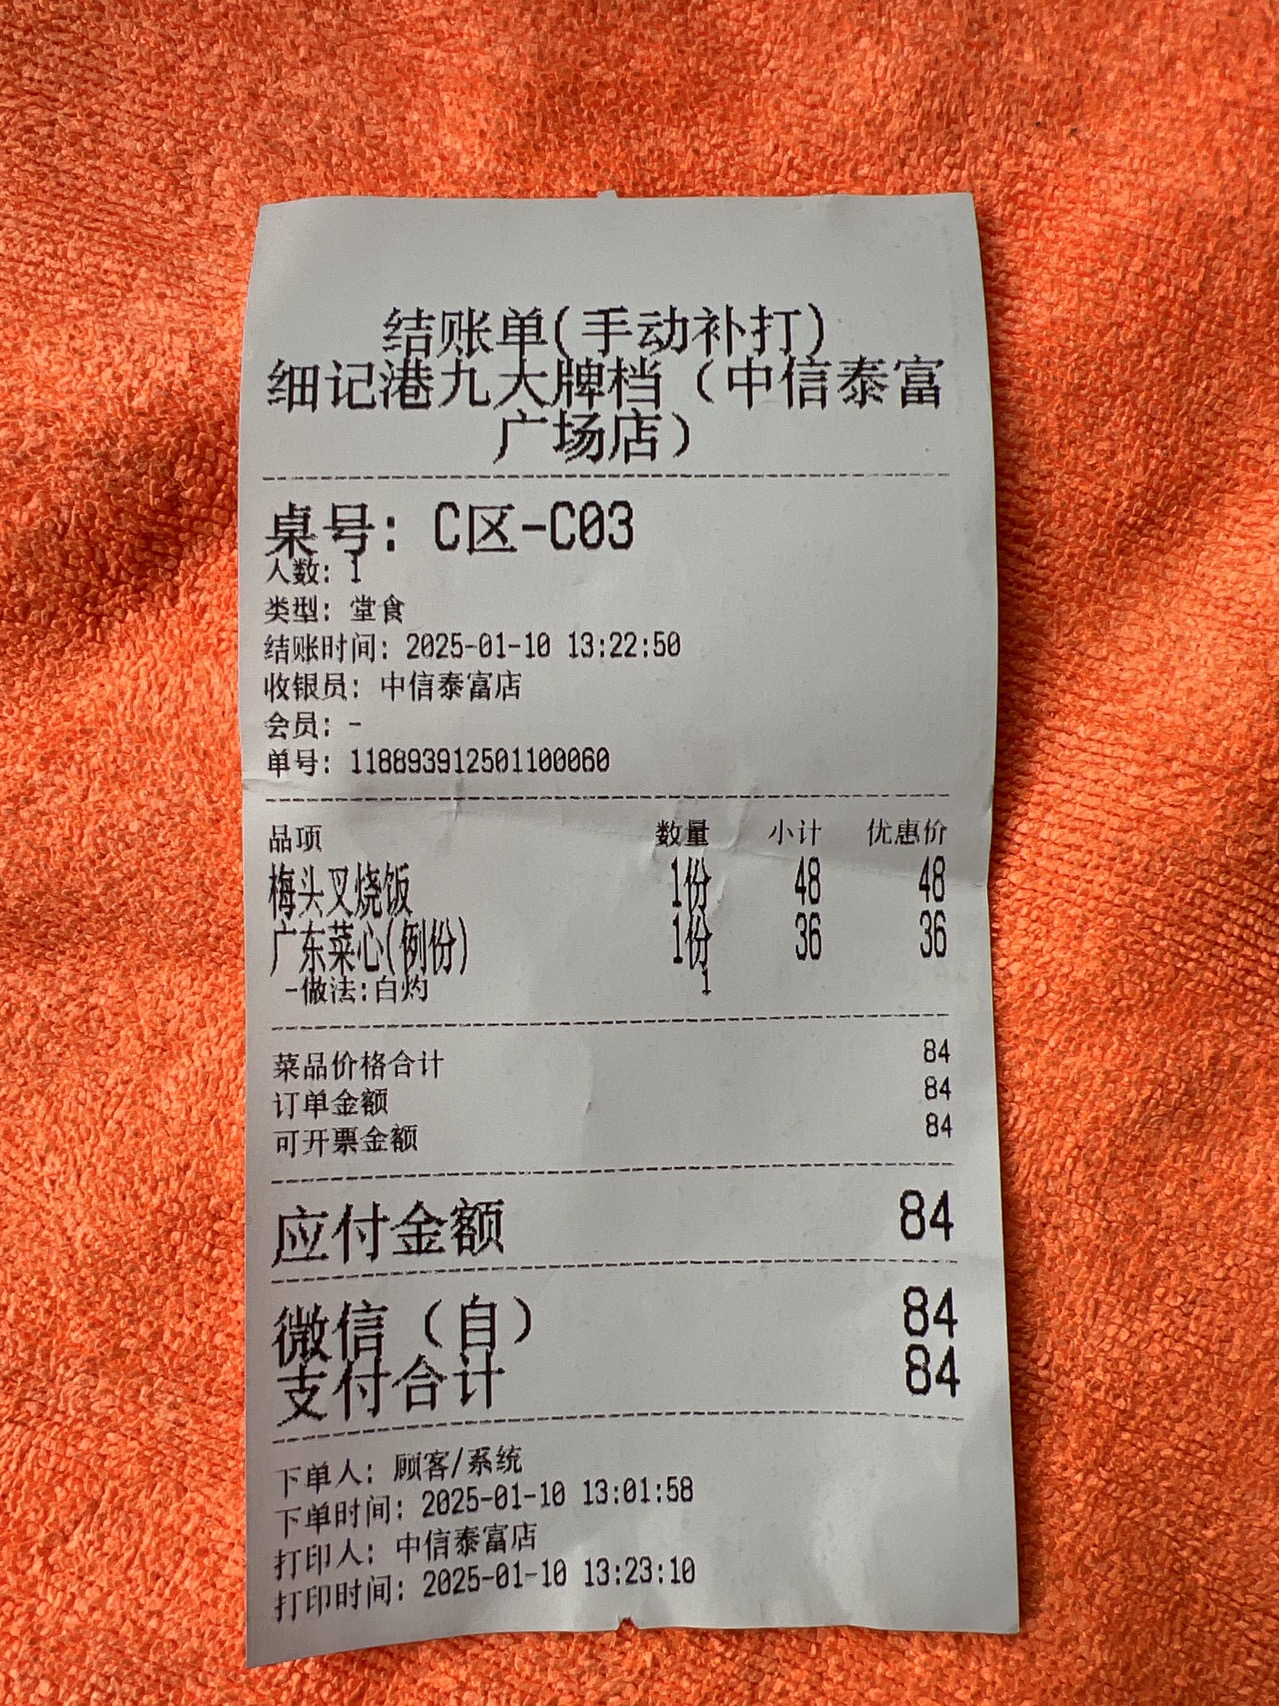 结账单(手动补打)
细记港九大牌档（中信泰富
广场店）
桌号: C区-C03
人数: 1
类型: 堂食
结账时间: 2025-01-10 13:22:50
收银员: 中信泰富店
会员: -
单号: 118893912501100060
品项 数量 小计 优惠价
梅头叉烧饭 1份 48 48
广东菜心(例份) 1份 36 36
-做法:白灼 1
菜品价格合计 84
订单金额 84
可开票金额 84
应付金额 84
微信（自） 84
支付合计 84
下单人: 顾客/系统
下单时间: 2025-01-10 13:01:58
打印人: 中信泰富店
打印时间: 2025-01-10 13:23:10